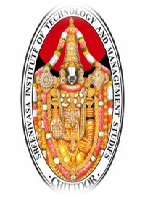 SREENIVASA INSTITUTE OF TECHNOLOGY AND MANAGEMENT STUDIES
CHITTOOR